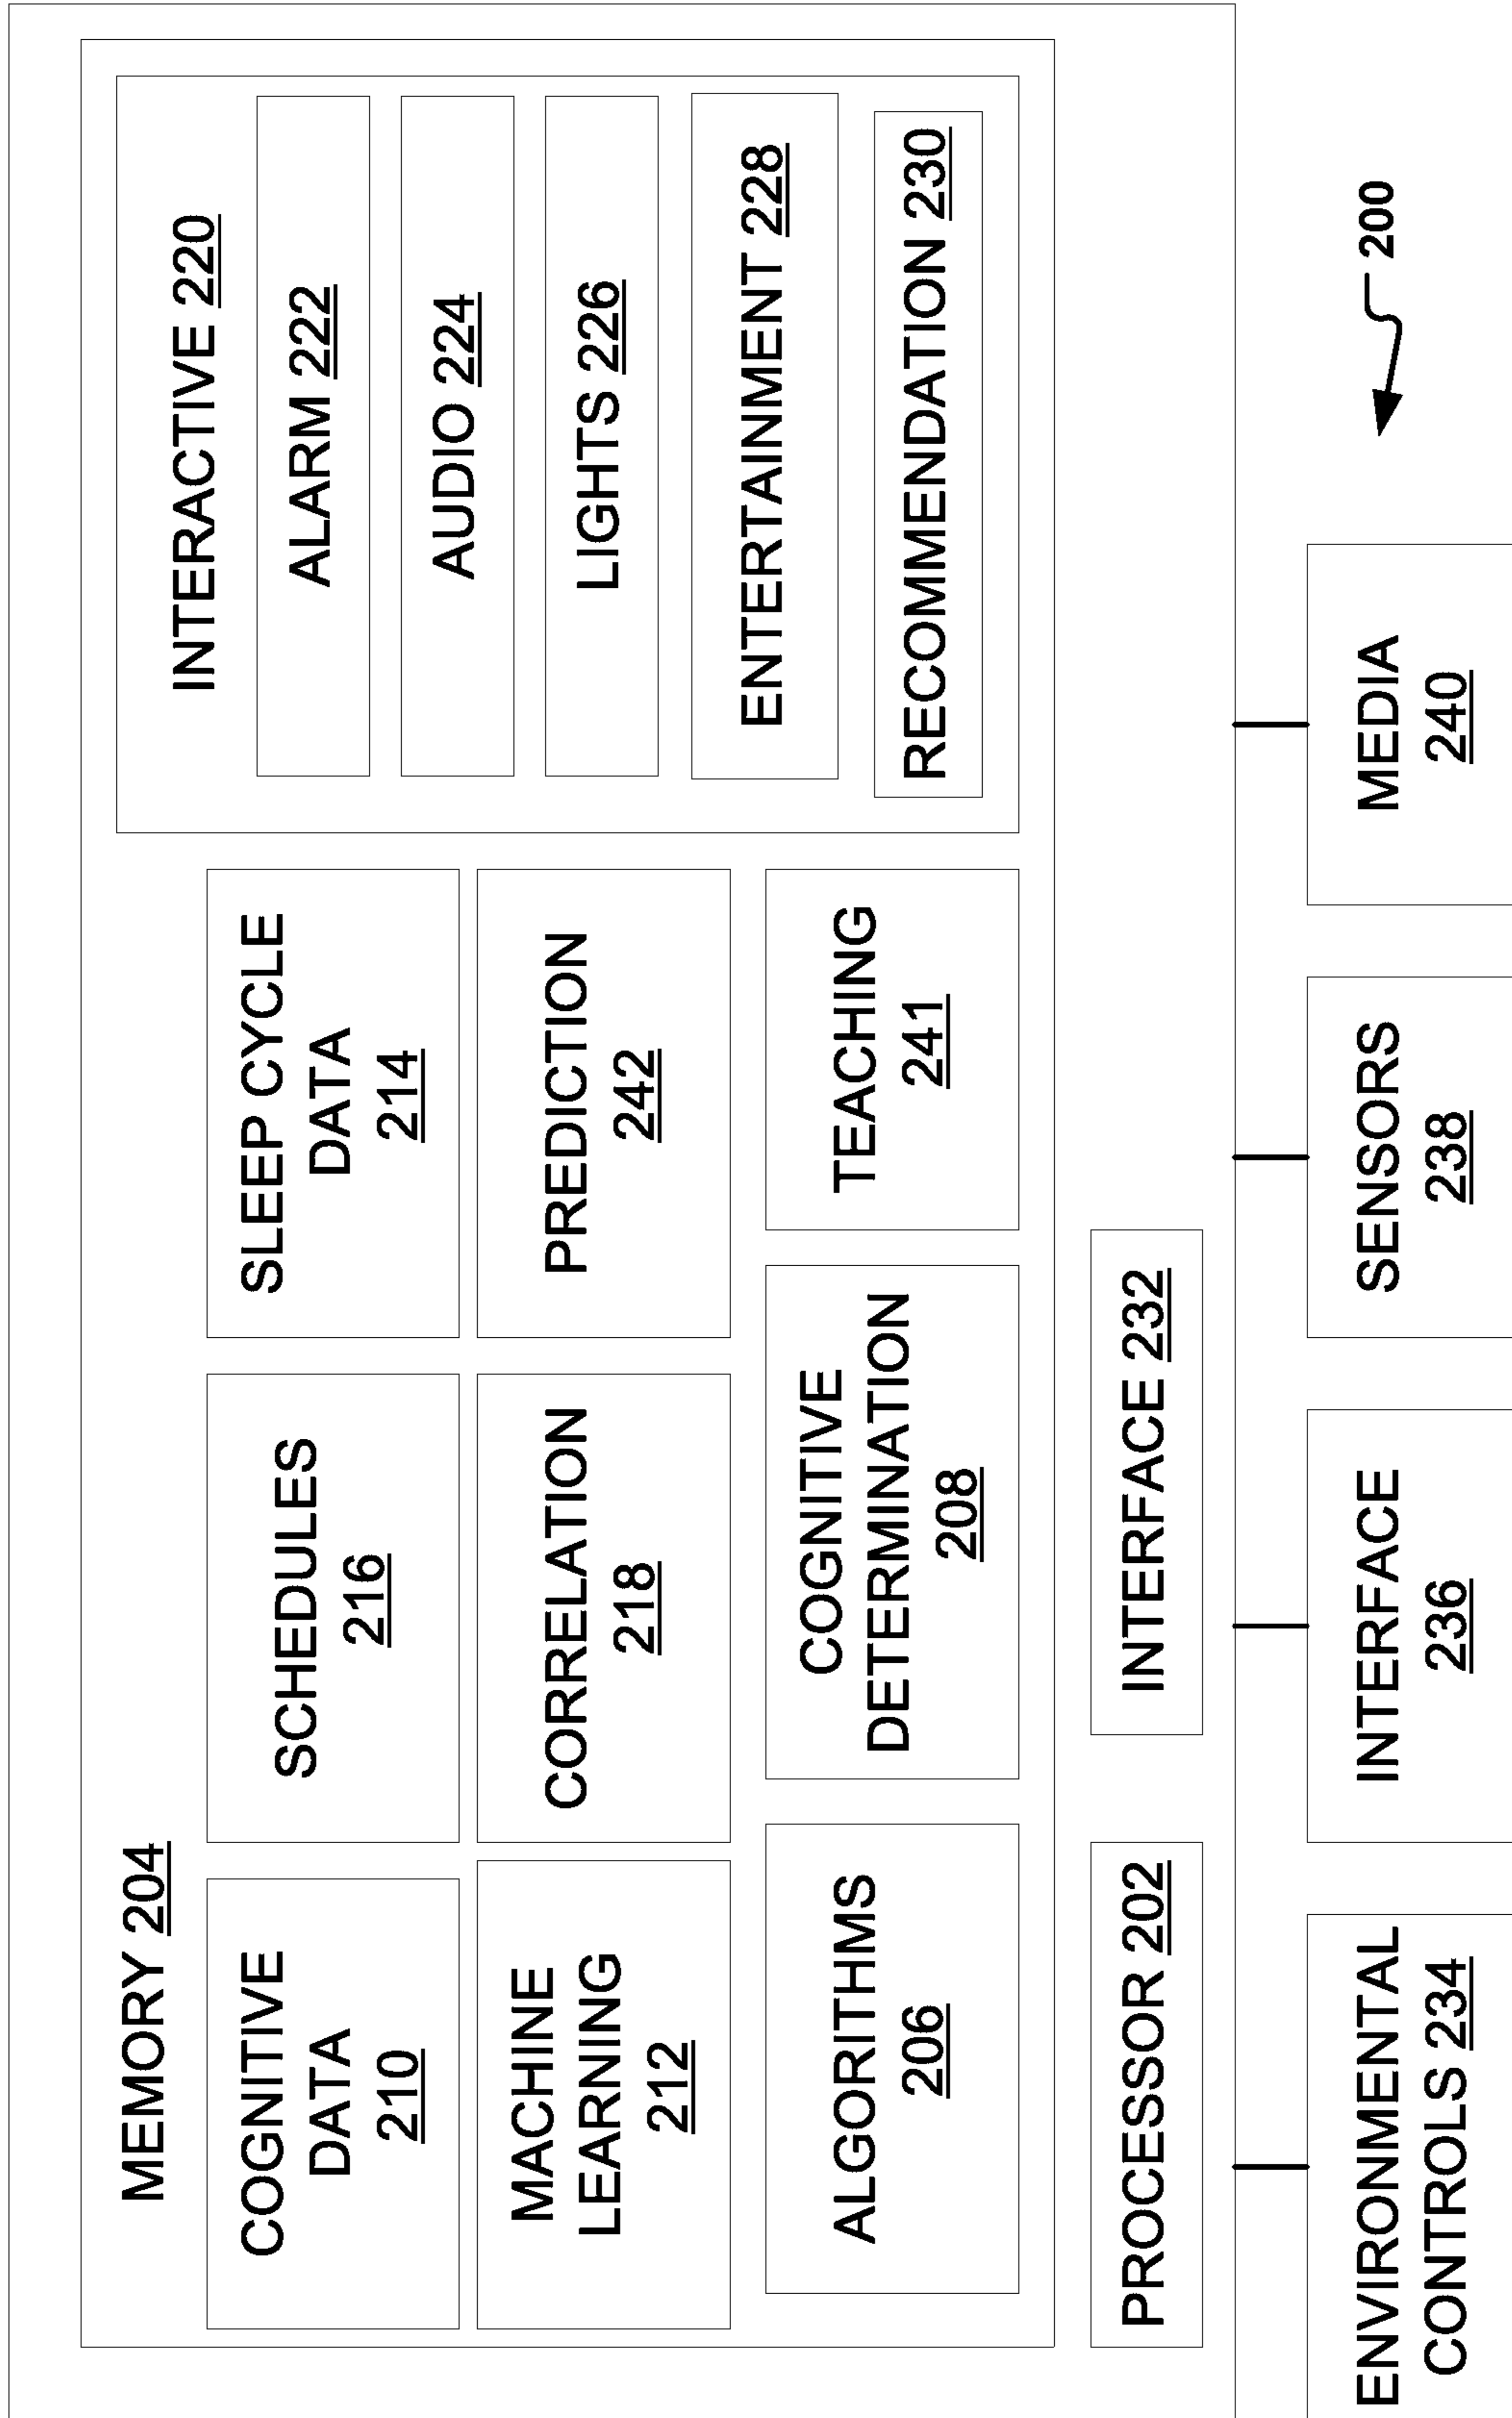 MEMORY 204
COGNITIVE
DATA
210
SCHEDULES
216
SLEEP CYCLE
DATA
214
MACHINE
LEARNING
212
CORRELATION
218
PREDICTION
242
ALGORITHMS
206
COGNITIVE
DETERMINATION
208
TEACHING
241
INTERACTIVE 220
ALARM 222
AUDIO 224
LIGHTS 226
ENTERTAINMENT 228
RECOMMENDATION 230
PROCESSOR 202
INTERFACE 232
ENVIRONMENTAL
CONTROLS 234
INTERFACE
236
SENSORS
238
MEDIA
240
200